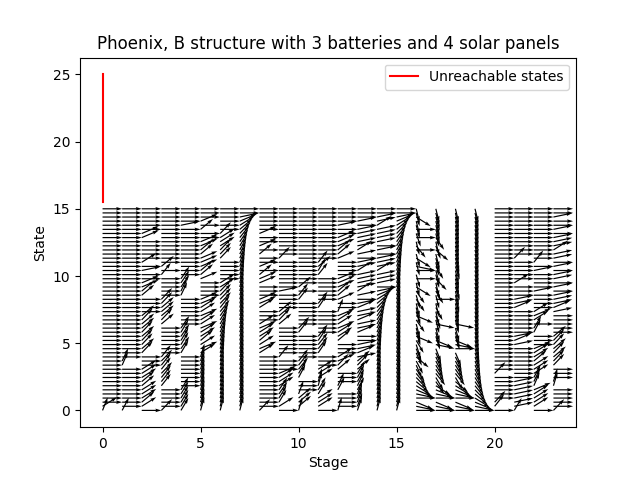 Phoenix, B structure with 3 batteries and 4 solar panels
Unreachable states
25
20
15
10
5
0
State
0 5 10 15 20
Stage